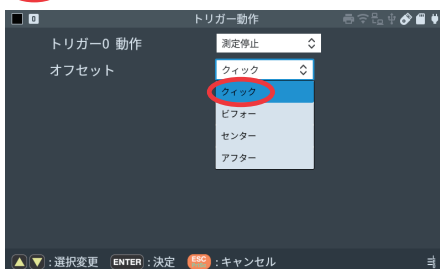 0 トリガー動作
トリガー0 動作 測定停止
オフセット クィック
クィック
ビフォー
センター
アフター
:選択変更 ENTER:決定 ESC:キャンセル